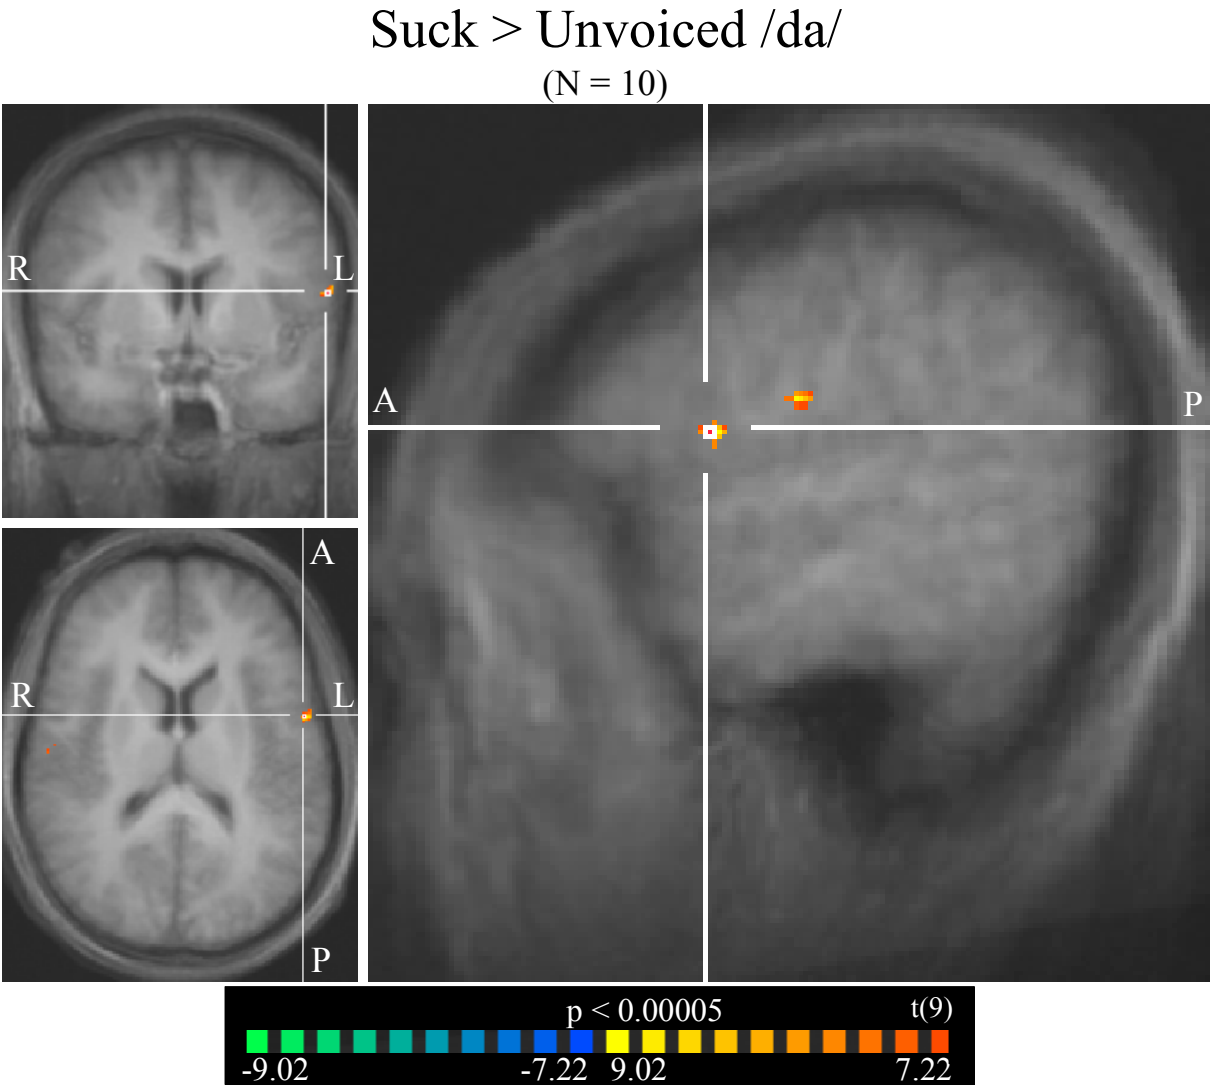 Suck > Unvoiced /da/
(N = 10)
R L
A P
A
R L
P
p < 0.00005 t(9)
-9.02 -7.22 9.02 7.22